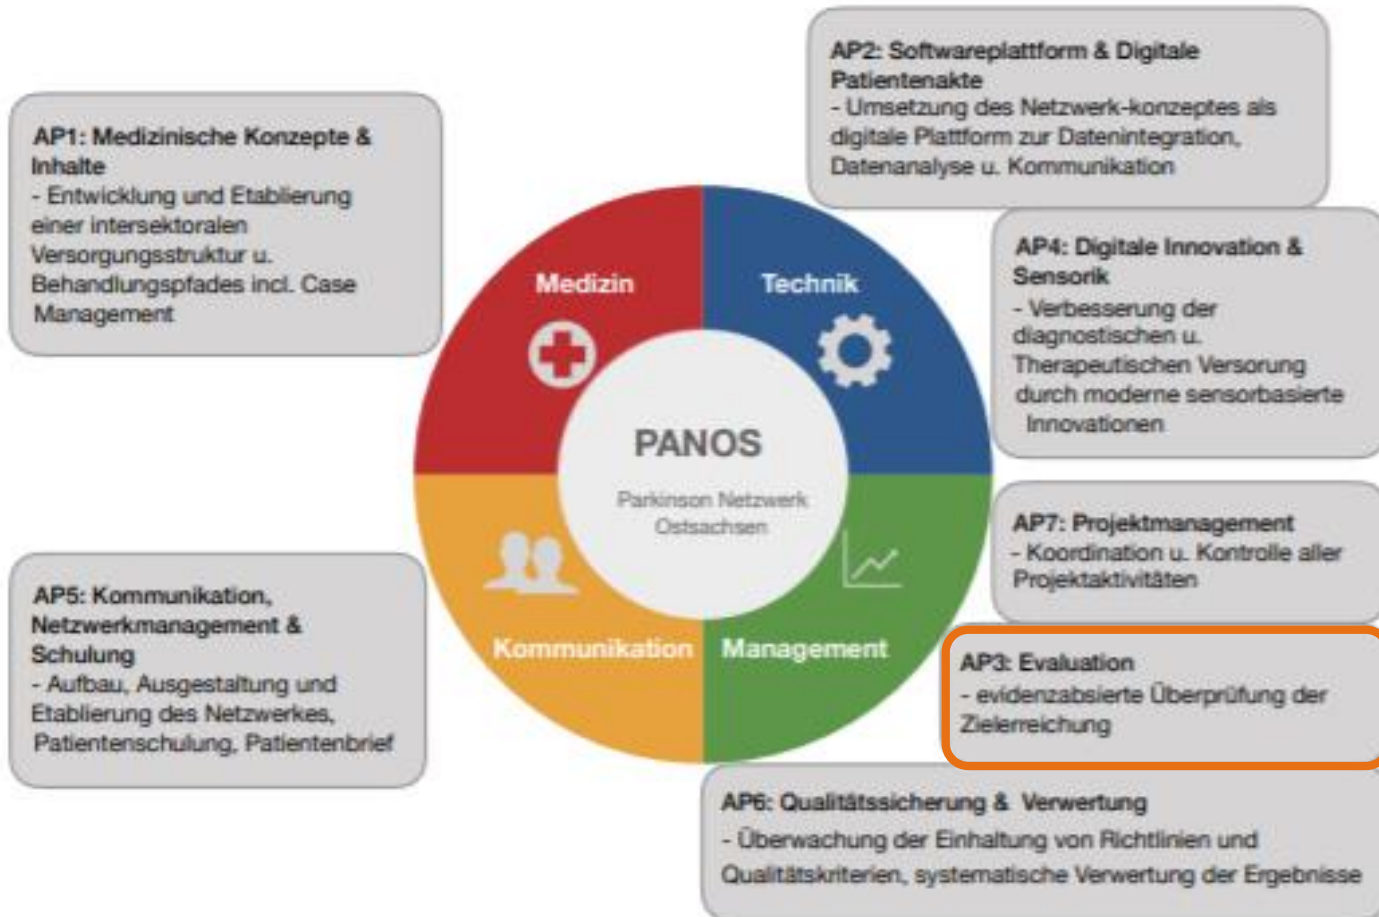 AP1: Medizinische Konzepte &
Inhalte
- Entwicklung und Etablierung
einer intersektoralen
Versorgungsstruktur u.
Behandlungspfades incl. Case
Management
AP2: Softwareplattform & Digitale
Patientenakte
- Umsetzung des Netzwerk-konzeptes als
digitale Plattform zur Datenintegration,
Datenanalyse u. Kommunikation
AP4: Digitale Innovation &
Sensorik
- Verbesserung der
diagnostischen u.
Therapeutischen Versorung
durch moderne sensorbasierte
Innovationen
Medizin
Technik
PANOS
Parkinson Netzwerk
Ostsachsen
Kommunikation
Management
AP7: Projektmanagement
- Koordination u. Kontrolle aller
Projektaktivitäten
AP5: Kommunikation,
Netzwerkmanagement &
Schulung
- Aufbau, Ausgestaltung und
Etablierung des Netzwerkes,
Patientenschulung, Patientenbrief
AP3: Evaluation
- evidenzabsierte Überprüfung der
Zielerreichung
AP6: Qualitätssicherung & Verwertung
- Überwachung der Einhaltung von Richtlinien und
Qualitätskriterien, systematische Verwertung der Ergebnisse